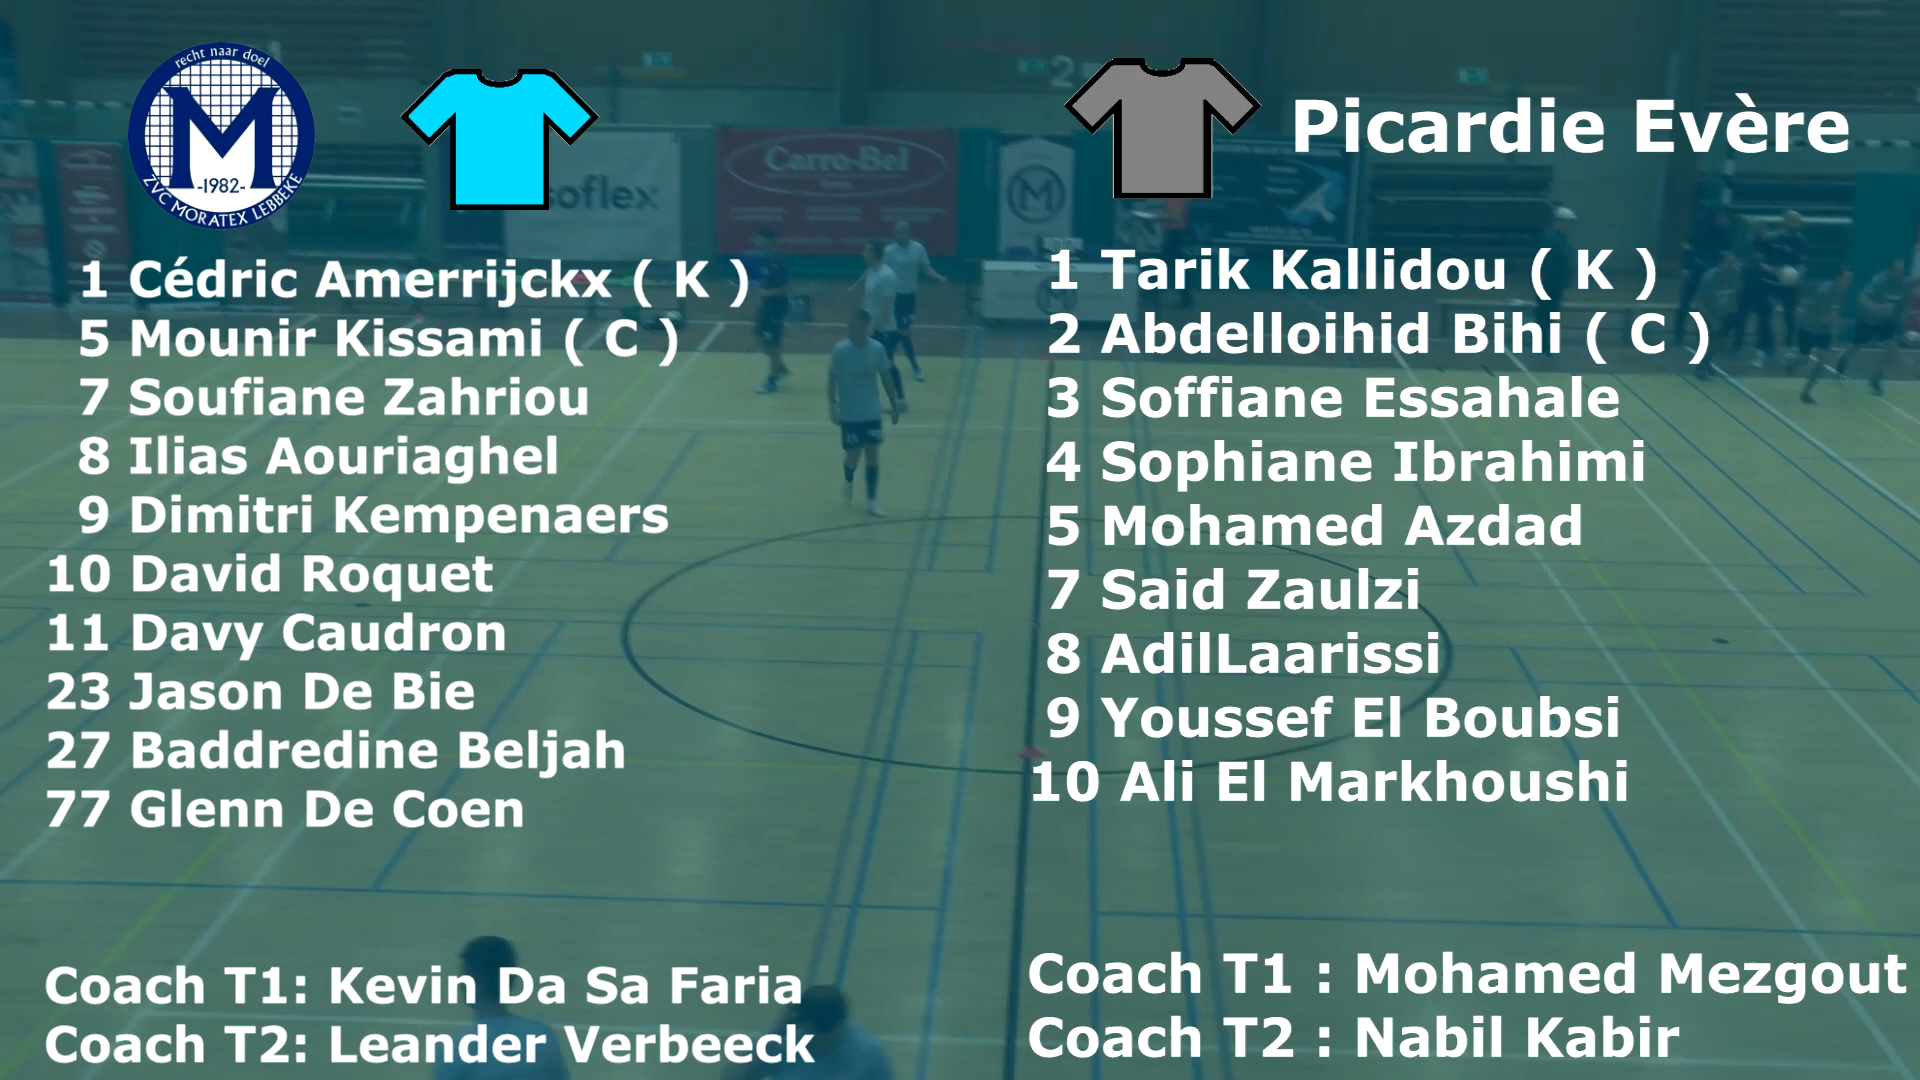 recht naar doel
M
-1982-
ZVC MORATEX LEBBEKE
1 Cédric Amerrijckx ( K )
5 Mounir Kissami ( C )
7 Soufiane Zahriou
8 Ilias Aouriaghel
9 Dimitri Kempenaers
10 David Roquet
11 Davy Caudron
23 Jason De Bie
27 Baddredine Beljah
77 Glenn De Coen
Coach T1: Kevin Da Sa Faria
Coach T2: Leander Verbeeck
Picardie Evère
1 Tarik Kallidou ( K )
2 Abdelloihid Bihi ( C )
3 Soffiane Essahale
4 Sophiane Ibrahimi
5 Mohamed Azdad
7 Said Zaulzi
8 AdilLaarissi
9 Youssef El Boubsi
10 Ali El Markhoushi
Coach T1 : Mohamed Mezgout
Coach T2 : Nabil Kabir
oflex
Carro-Bel
M
2